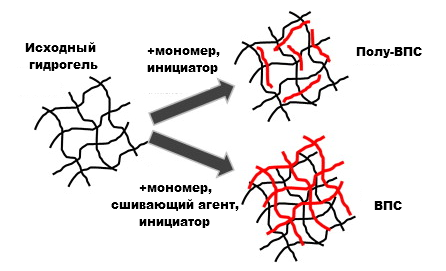 Исходный
гидрогель
+мономер,
инициатор
Полу-ВПС
+мономер,
сшивающий агент,
инициатор
ВПС